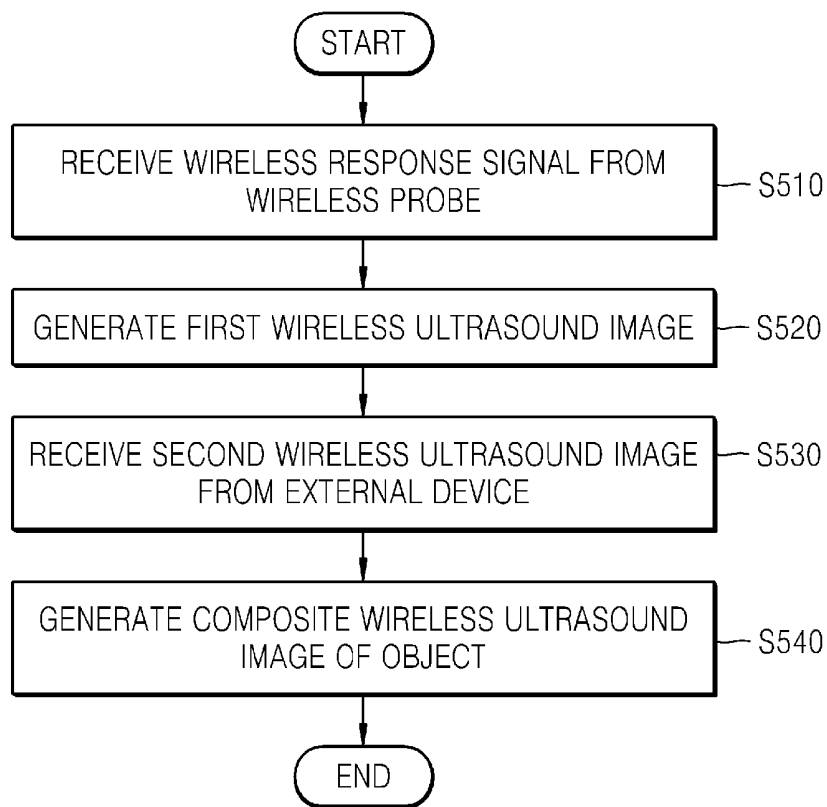 START
RECEIVE WIRELESS RESPONSE SIGNAL FROM
WIRELESS PROBE
S510
GENERATE FIRST WIRELESS ULTRASOUND IMAGE
S520
RECEIVE SECOND WIRELESS ULTRASOUND IMAGE
FROM EXTERNAL DEVICE
S530
GENERATE COMPOSITE WIRELESS ULTRASOUND
IMAGE OF OBJECT
S540
END